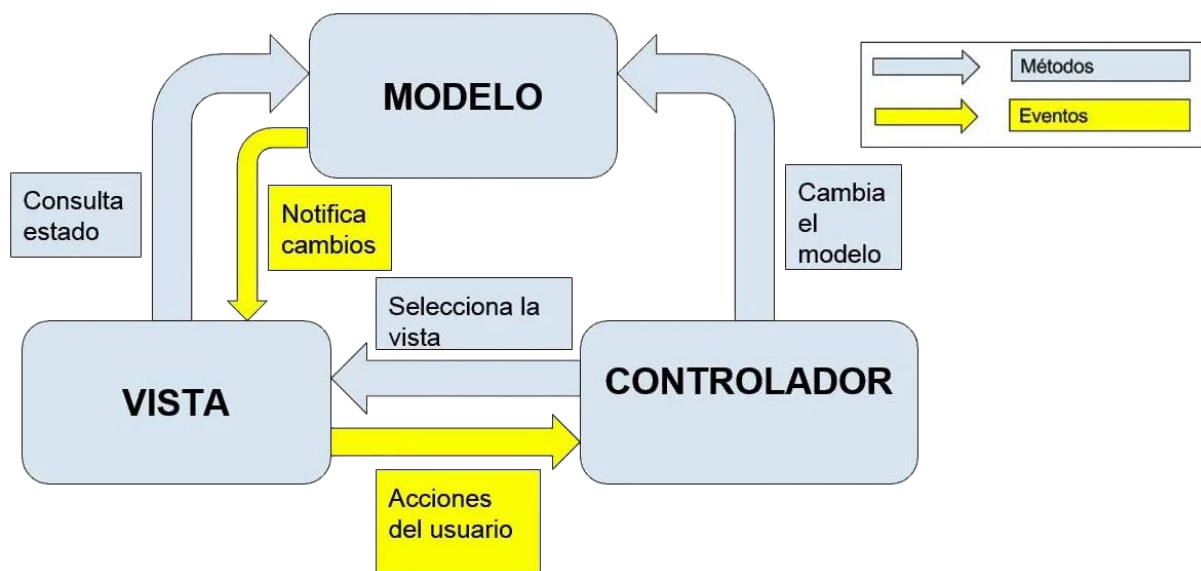 MODELO
Métodos
Eventos
Consulta
estado
Notifica
cambios
Cambia
el
modelo
Selecciona la
vista
VISTA
CONTROLADOR
Acciones
del usuario